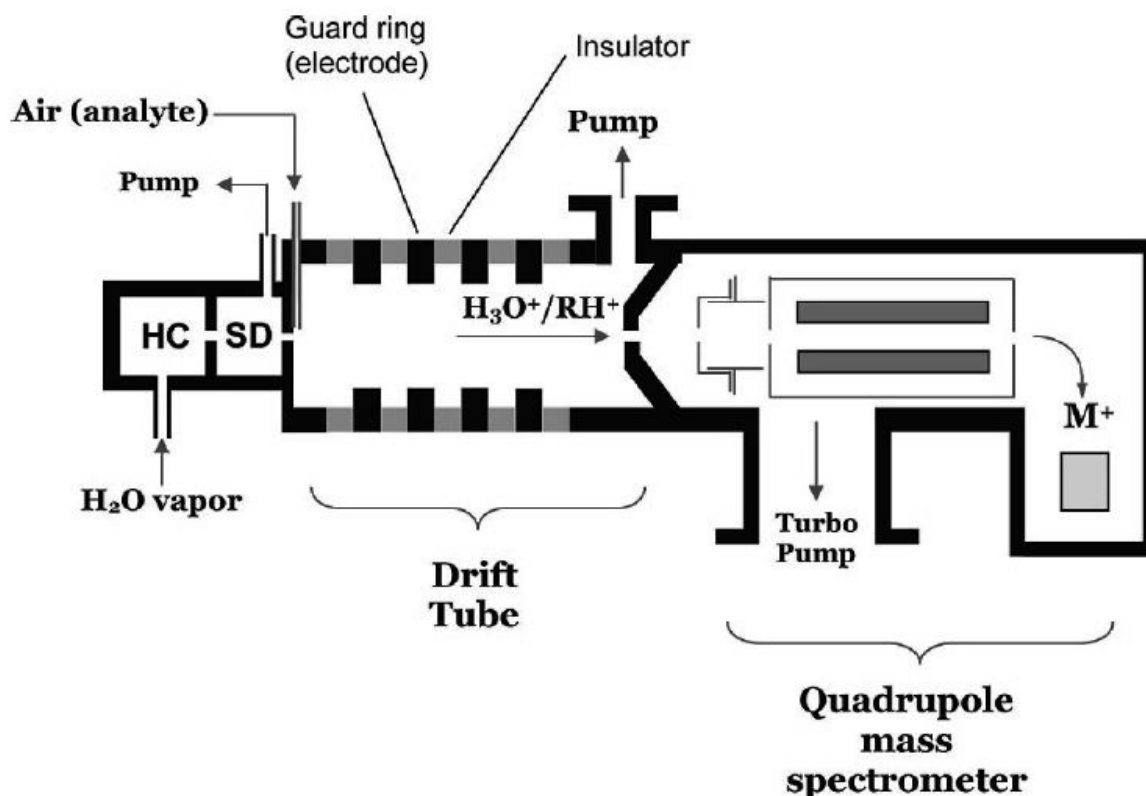 Guard ring
(electrode)
Insulator
Air (analyte)
Pump
Pump
H₃O⁺/RH⁺
HC
SD
M⁺
H₂O vapor
Turbo
Pump
Drift
Tube
Quadrupole
mass
spectrometer